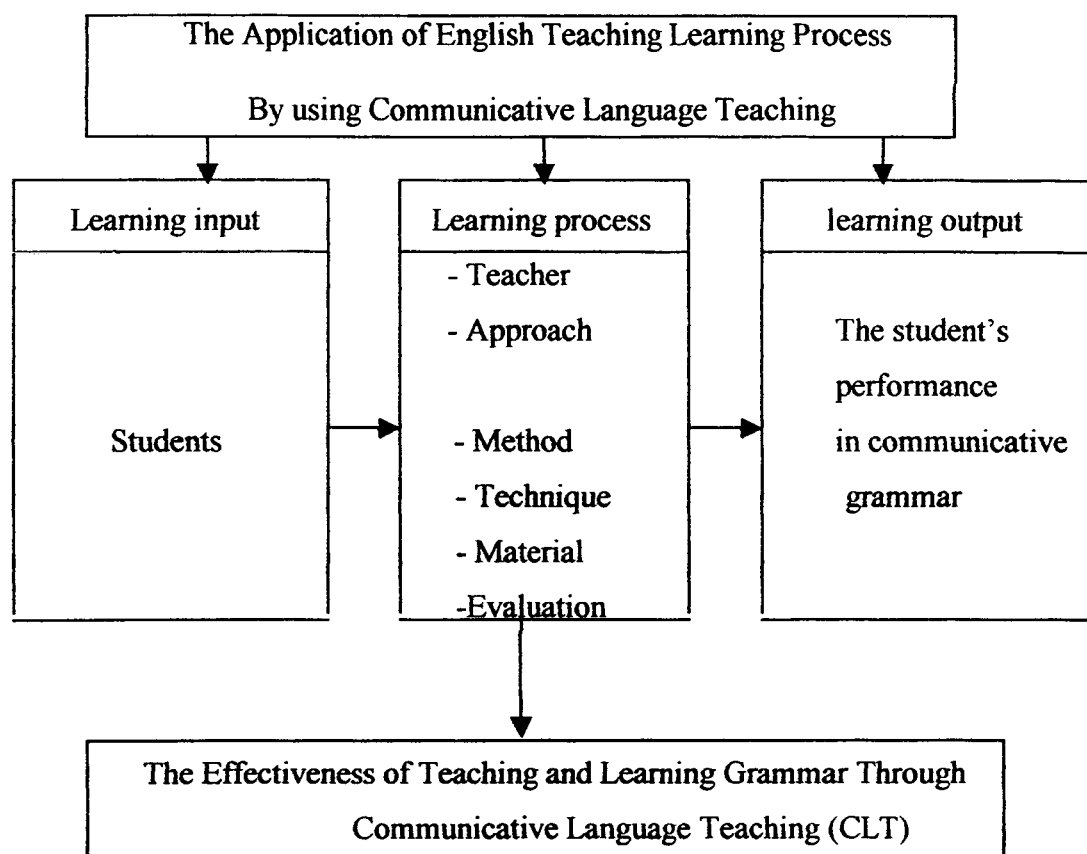 The Application of English Teaching Learning Process
By using Communicative Language Teaching
Learning input
Students
Learning process
- Teacher
- Approach
- Method
- Technique
- Material
-Evaluation
learning output
The student's
performance
in communicative
grammar
The Effectiveness of Teaching and Learning Grammar Through
Communicative Language Teaching (CLT)